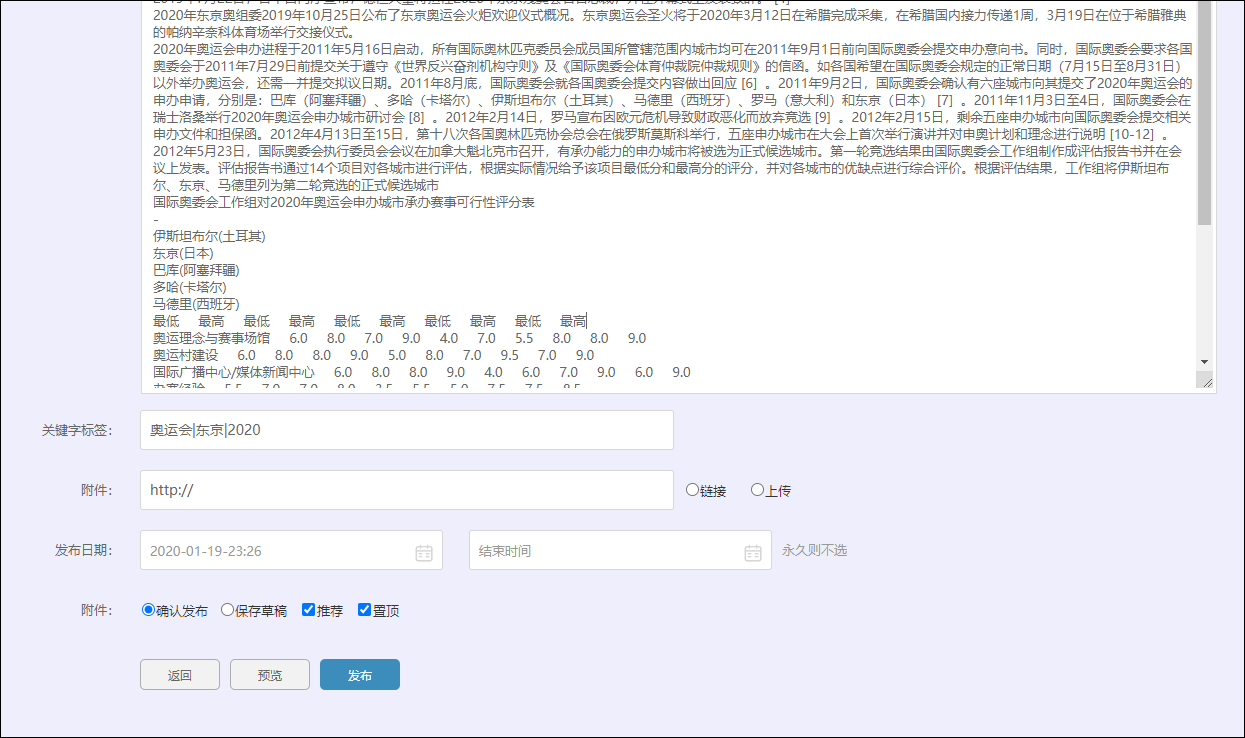 2020年东京奥组委2019年10月25日公布了东京奥运会火炬欢迎仪式概况。东京奥运会圣火将于2020年3月12日在希腊完成采集，在希腊国内接力传递1周，3月19日在位于希腊雅典
的帕纳辛奈科体育场举行交接仪式。
2020年奥运会申办进程于2011年5月16日启动，所有国际奥林匹克委员会成员国所管辖范围内城市均可在2011年9月1日前向国际奥委会提交申办意向书。同时，国际奥委会要求各国
奥委会于2011年7月29日前提交关于遵守《世界反兴奋剂机构守则》及《国际奥委会体育仲裁院仲裁规则》的信函。如各国希望在国际奥委会规定的正常日期（7月15日至8月31日）
以外举办奥运会，还需一并提交拟议日期。2011年8月底，国际奥委会就各国奥委会提交内容做出回应 [6] 。2011年9月2日，国际奥委会确认有六座城市向其提交了2020年奥运会的
申办申请，分别是：巴库（阿塞拜疆）、多哈（卡塔尔）、伊斯坦布尔（土耳其）、马德里（西班牙）、罗马（意大利）和东京（日本） [7] 。2011年11月3日至4日，国际奥委会在
瑞士洛桑举行2020年奥运会申办城市研讨会 [8] 。2012年2月14日，罗马宣布因欧元危机导致财政恶化而放弃竞选 [9] 。2012年2月15日，剩余五座申办城市向国际奥委会提交相关
申办文件和担保函。2012年4月13日至15日，第十八次各国奥林匹克协会总会在俄罗斯莫斯科举行，五座申办城市在大会上首次举行演讲并对申奥计划和理念进行说明 [10-12] 。
2012年5月23日，国际奥委会执行委员会会议在加拿大魁北克市召开，有承办能力的申办城市将被选为正式候选城市。第一轮竞选结果由国际奥委会工作组制作成评估报告书并在会
议上发表。评估报告书通过14个项目对各城市进行评估，根据实际情况给予该项目最低分和最高分的评分，并对各城市的优缺点进行综合评价。根据评估结果，工作组将伊斯坦布
尔、东京、马德里列为第二轮竞选的正式候选城市
国际奥委会工作组对2020年奥运会申办城市承办赛事可行性评分表
-
伊斯坦布尔(土耳其)
东京(日本)
巴库(阿塞拜疆)
多哈(卡塔尔)
马德里(西班牙)
最低 最高 最低 最高 最低 最高 最低 最高 最低 最高
奥运理念与赛事场馆 6.0 8.0 7.0 9.0 4.0 7.0 5.5 8.0 8.0 9.0
奥运村建设 6.0 8.0 8.0 9.0 5.0 8.0 7.0 9.5 7.0 9.0
国际广播中心/媒体新闻中心 6.0 8.0 8.0 9.0 4.0 6.0 7.0 9.0 6.0 9.0
关键字标签： 奥运会|东京|2020
附件： http:// 链接 上传
发布日期： 2020-01-19-23:26 结束时间 永久则不选
附件： 确认发布 保存草稿 推荐 置顶
返回 预览 发布